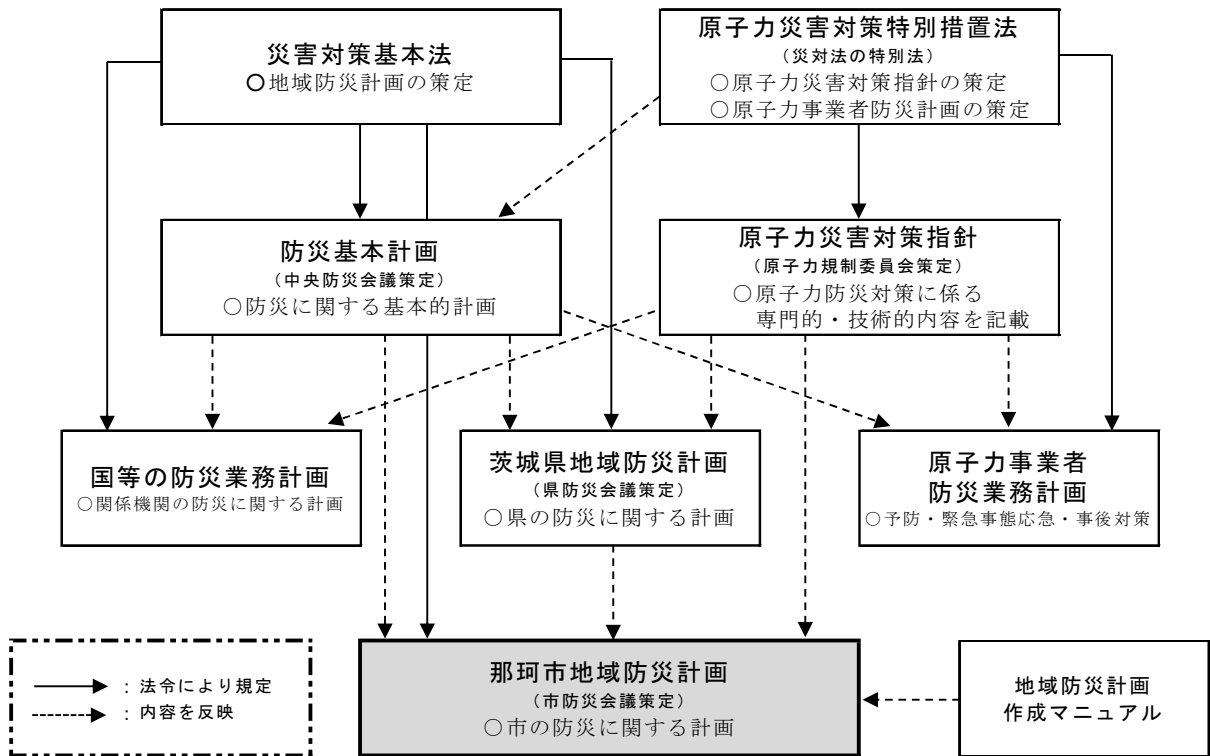 災害対策基本法
○地域防災計画の策定
原子力災害対策特別措置法
(災対法の特別法)
○原子力災害対策指針の策定
○原子力事業者防災計画の策定
防災基本計画
(中央防災会議策定)
○防災に関する基本的計画
原子力災害対策指針
(原子力規制委員会策定)
○原子力防災対策に係る
専門的・技術的内容を記載
国等の防災業務計画
○関係機関の防災に関する計画
茨城県地域防災計画
(県防災会議策定)
○県の防災に関する計画
原子力事業者
防災業務計画
○予防・緊急事態応急・事後対策
:法令により規定
:内容を反映
那珂市地域防災計画
(市防災会議策定)
○市の防災に関する計画
地域防災計画
作成マニュアル